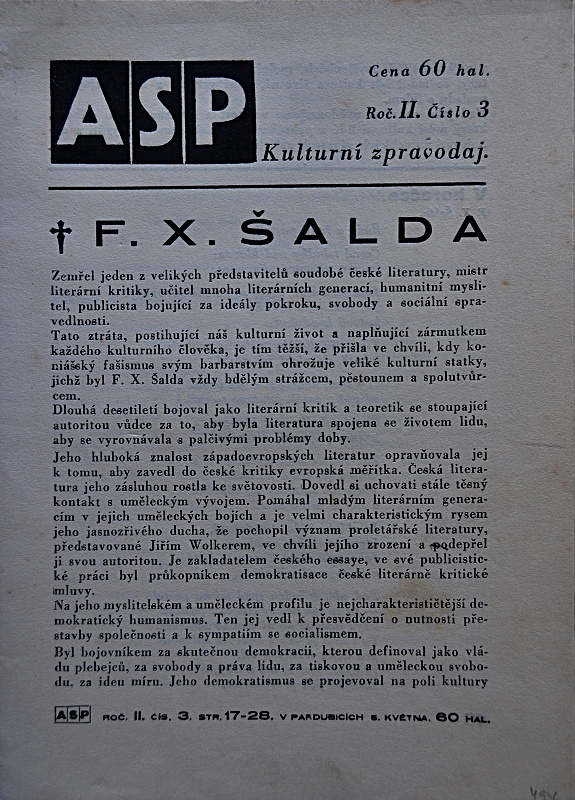 ASP
Cena 60 hal.
Roč. II. Číslo 3
Kulturní zpravodaj.
† F. X. ŠALDA
Zemřel jeden z velikých představitelů soudobé české literatury, mistr
literární kritiky, učitel mnoha literárních generací, humanitní mysli-
tel, publicista bojující za ideály pokroku, svobody a sociální spra-
vedlnosti.
Tato ztráta, postihující náš kulturní život a naplňující zármutkem
každého kulturního člověka, je tím těžší, že přišla ve chvíli, kdy ko-
niášský fašismus svým barbarstvím ohrožuje veliké kulturní statky,
jichž byl F. X. Šalda vždy bdělým strážcem, pěstounem a spolutvůr-
cem.
Dlouhá desetiletí bojoval jako literární kritik a teoretik se stoupající
autoritou vůdce za to, aby byla literatura spojena se životem lidu,
aby se vyrovnávala s palčivými problémy doby.
Jeho hluboká znalost západoevropských literatur opravňovala jej
k tomu, aby zavedl do české kritiky evropská měřítka. Česká litera-
tura jeho zásluhou rostla ke světovosti. Dovedl si uchovati stále těsný
kontakt s uměleckým vývojem. Pomáhal mladým literárním genera-
cím v jejich uměleckých bojích a je velmi charakteristickým rysem
jeho jasnozřivého ducha, že pochopil význam proletářské literatury,
představované Jiřím Wolkerem, ve chvíli jejího zrození a podepřel
ji svou autoritou. Je zakladatelem českého essaye, ve své publicistic-
ké práci byl průkopníkem demokratisace české literárně kritické
mluvy.
Na jeho myslitelském a uměleckém profilu je nejcharakterističtější de-
mokratický humanismus. Ten jej vedl k přesvědčení o nutnosti pře-
stavby společnosti a k sympatiím se socialismem.
Byl bojovníkem za skutečnou demokracii, kterou definoval jako vlá-
du plebejců, za svobody a práva lidu, za tiskovou a uměleckou svobo-
du, za ideu míru. Jeho demokratismus se projevoval na poli kultury
ASP ROČ. II. ČÍS. 3. STR. 17-28. V PARDUBICÍCH 5. KVĚTNA. 60 HAL.
494